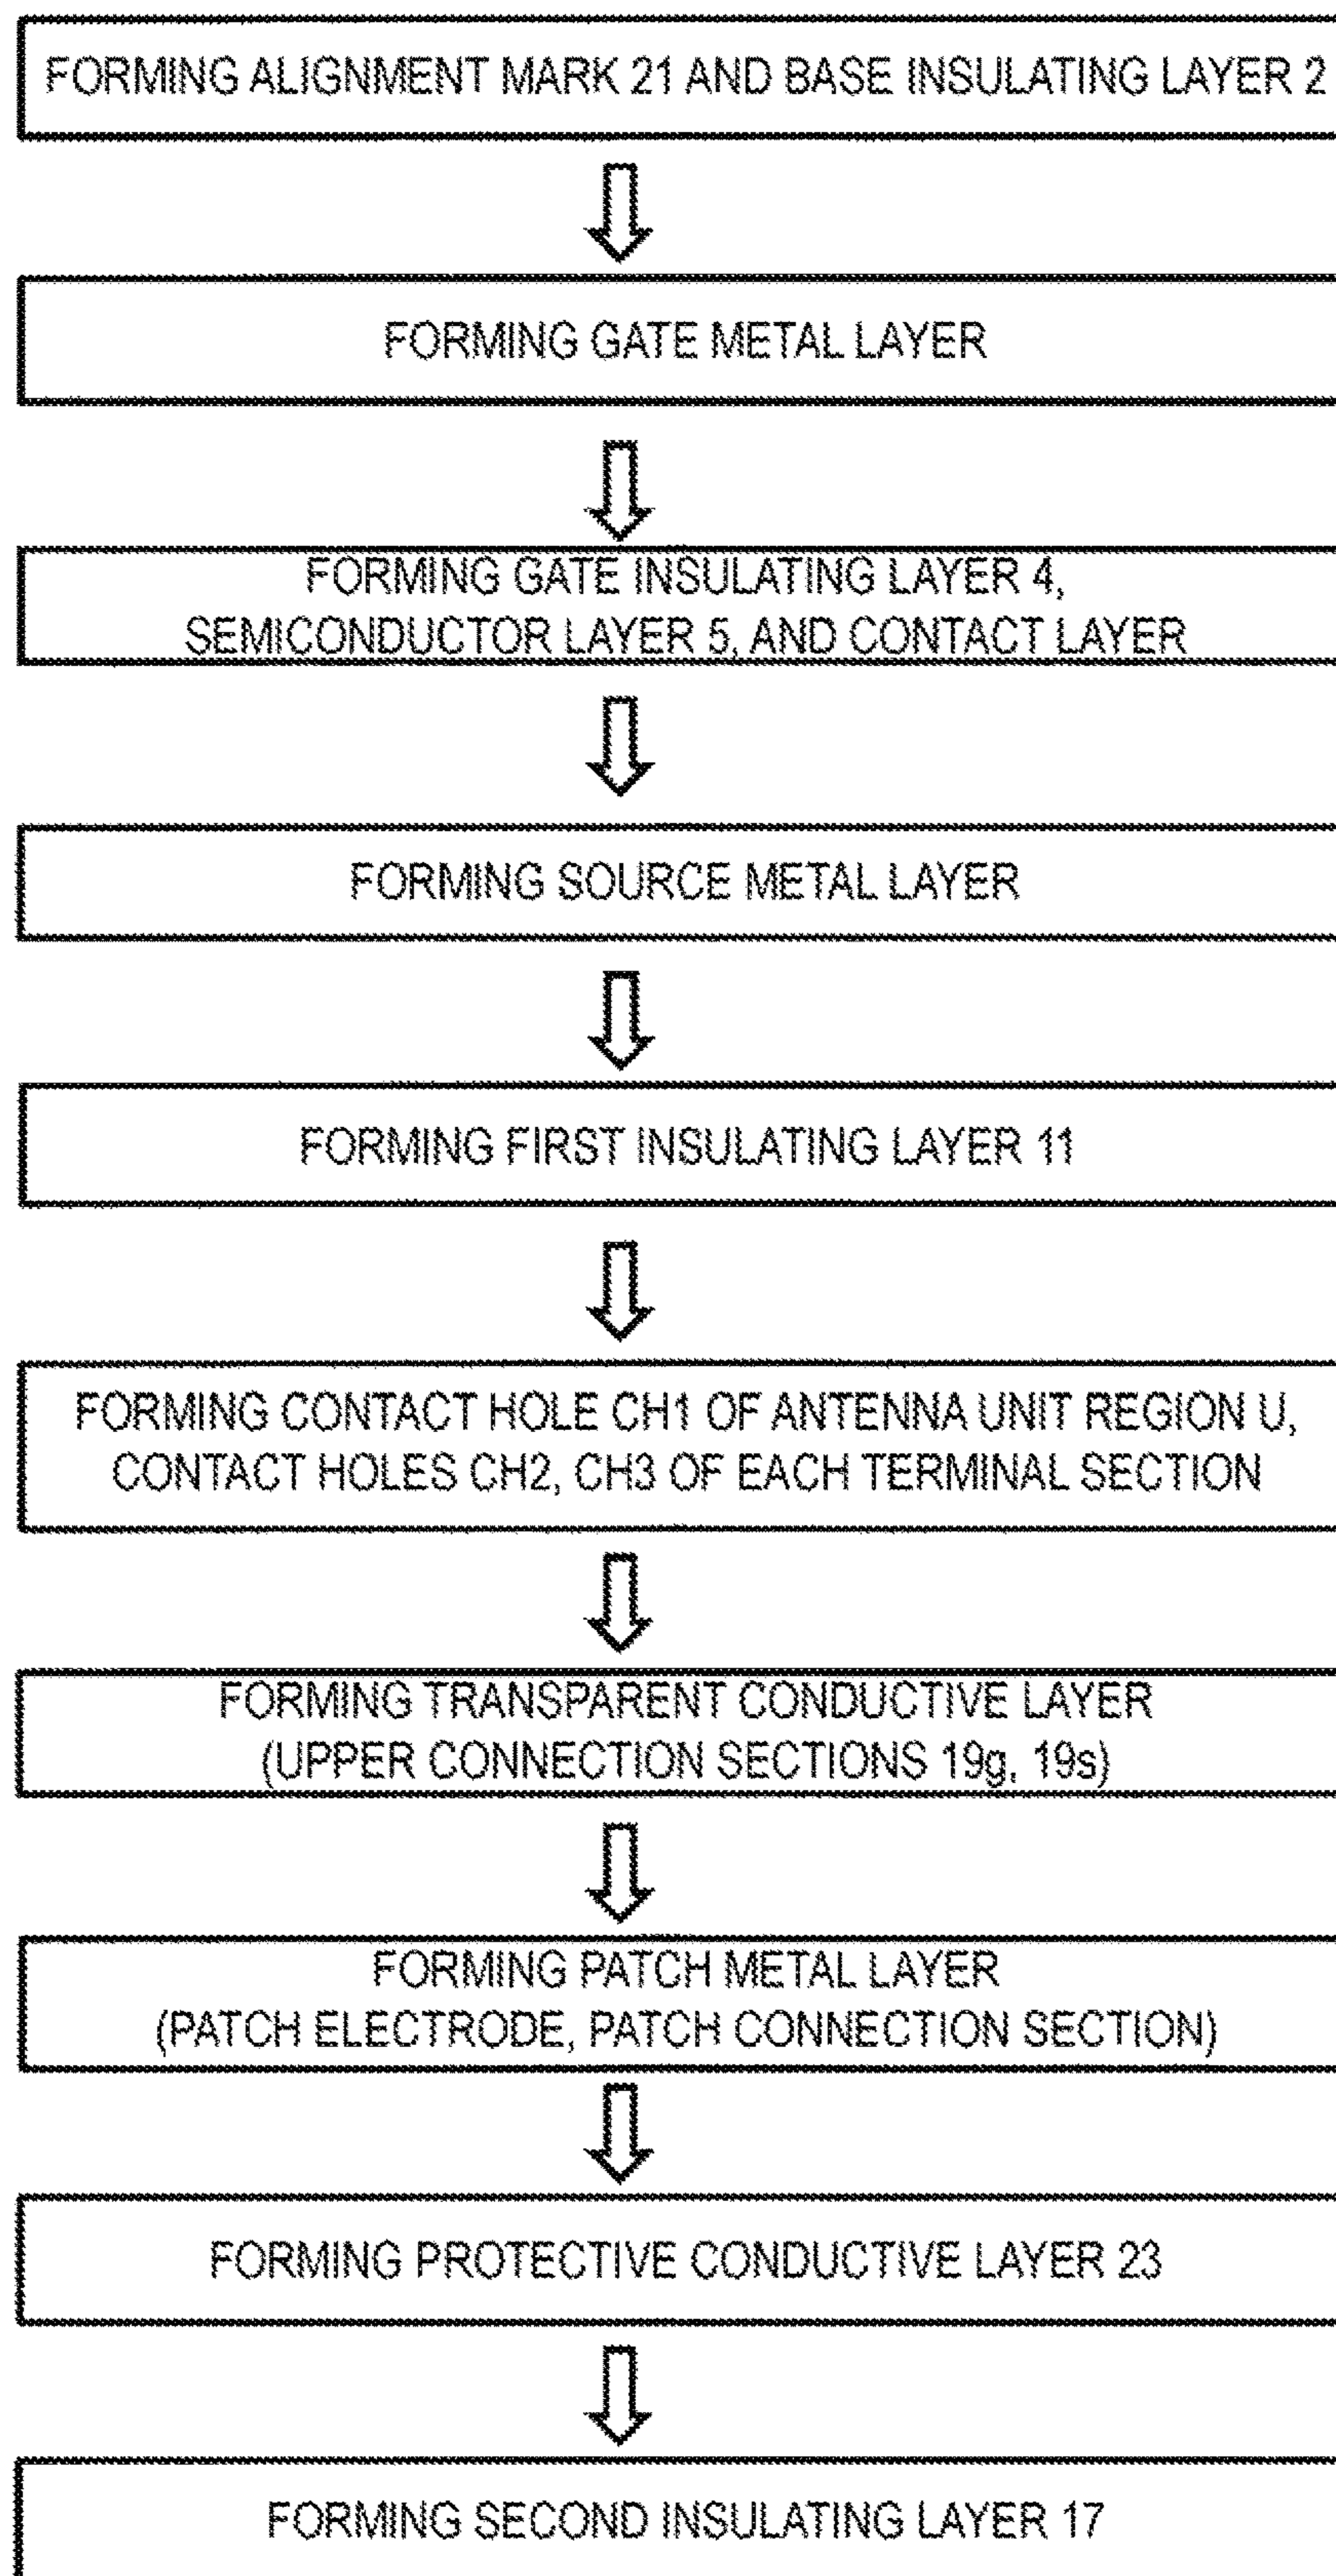 FORMING ALIGNMENT MARK 21 AND BASE INSULATING LAYER 2
FORMING GATE METAL LAYER
FORMING GATE INSULATING LAYER 4,
SEMICONDUCTOR LAYER 5, AND CONTACT LAYER
FORMING SOURCE METAL LAYER
FORMING FIRST INSULATING LAYER 11
FORMING CONTACT HOLE CH1 OF ANTENNA UNIT REGION U,
CONTACT HOLES CH2, CH3 OF EACH TERMINAL SECTION
FORMING TRANSPARENT CONDUCTIVE LAYER
(UPPER CONNECTION SECTIONS 19g, 19s)
FORMING PATCH METAL LAYER
(PATCH ELECTRODE, PATCH CONNECTION SECTION)
FORMING PROTECTIVE CONDUCTIVE LAYER 23
FORMING SECOND INSULATING LAYER 17